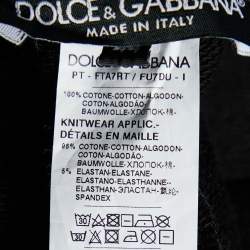 DOLCE & GABBANA
MADE IN ITALY
DOLCE & GABBANA
PT - FTA7RT / FU7DU - I
100% COTONE-COTTON-ALGODON-
COTON-ALGODÃO-
BAUMWOLLE-ХЛОПОК-棉-
KNITWEAR APPLIC.-
DÉTAILS EN MAILLE
95% COTONE-COTTON-ALGODON-
COTON-ALGODÃO-
BAUMWOLLE-ХЛОПОК-棉-
5% ELASTAN-ELASTANE-
ELASTANO-ELASTHANNE-
ELASTHAN-ЭЛАСТАН-
SPANDEX